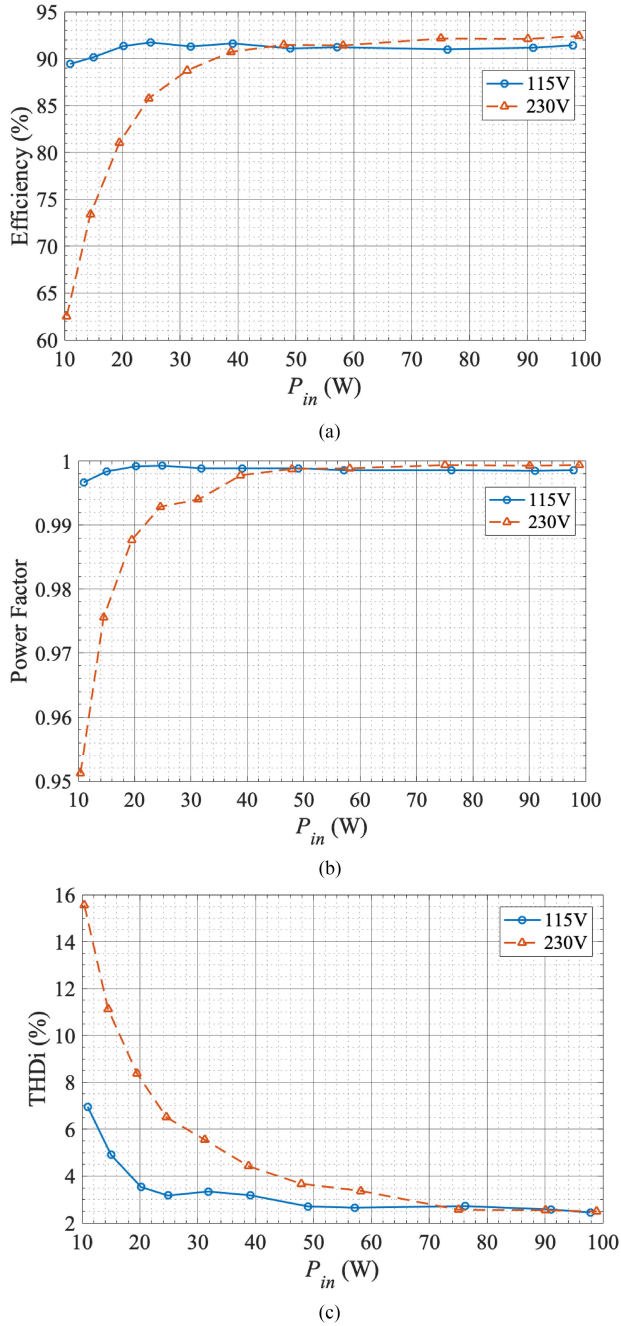 95
90
85
80
75
70
65
60
Efficiency (%)
115V
230V
10 20 30 40 50 60 70 80 90 100
P_in (W)
(a)
1
0.99
0.98
0.97
0.96
0.95
Power Factor
115V
230V
10 20 30 40 50 60 70 80 90 100
P_in (W)
(b)
16
14
12
10
8
6
4
2
THDi (%)
115V
230V
10 20 30 40 50 60 70 80 90 100
P_in (W)
(c)